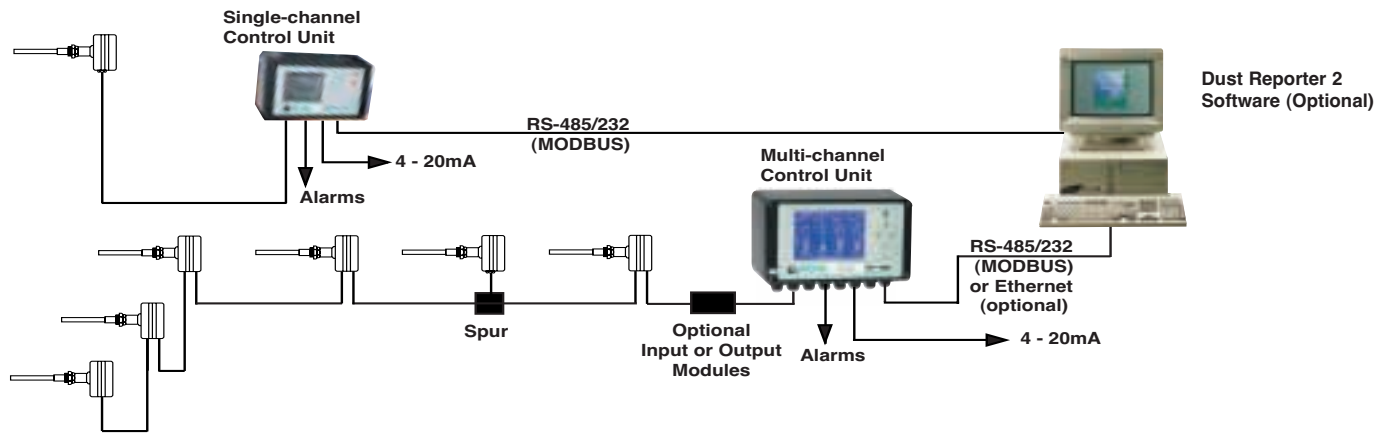 Single-channel
Control Unit
Dust Reporter 2
Software (Optional)
RS-485/232
(MODBUS)
4 - 20mA
Alarms
Multi-channel
Control Unit
RS-485/232
(MODBUS)
or Ethernet
(optional)
Spur
Optional
Input or Output
Modules
Alarms
4 - 20mA